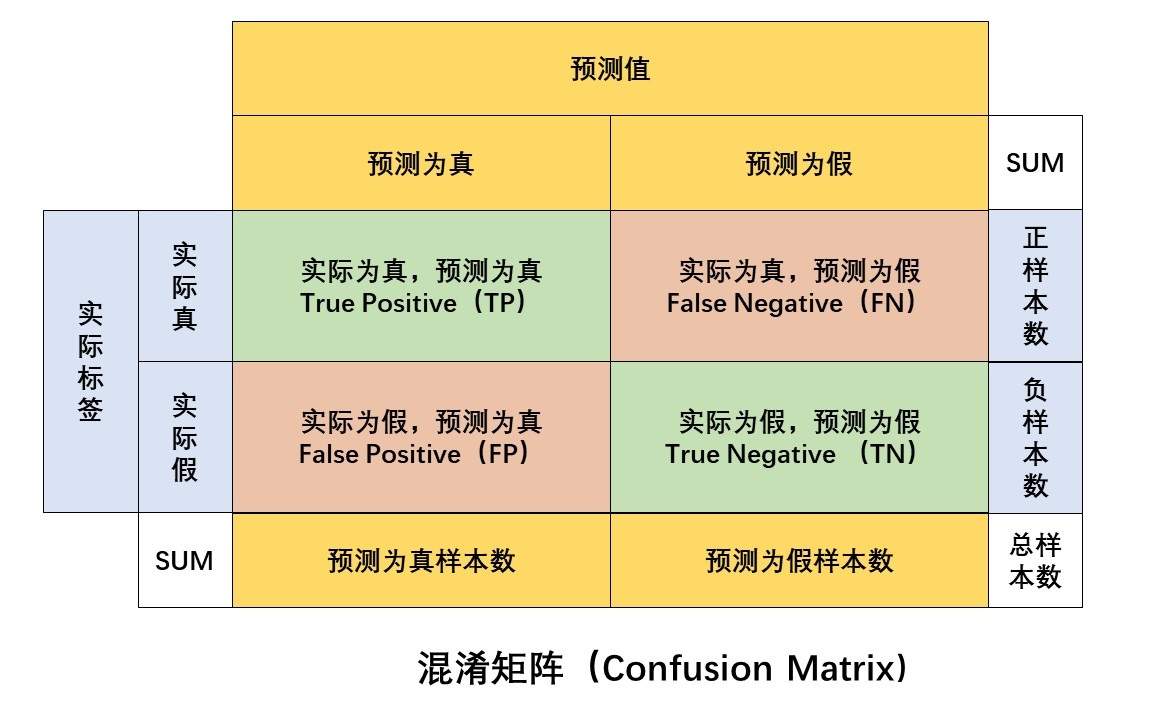 预测值
预测为真
预测为假
SUM
实际标签
实际真
实际为真，预测为真
True Positive（TP）
实际为真，预测为假
False Negative（FN）
正样本数
实际假
实际为假，预测为真
False Positive（FP）
实际为假，预测为假
True Negative （TN）
负样本数
SUM
预测为真样本数
预测为假样本数
总样
本数
混淆矩阵（Confusion Matrix)